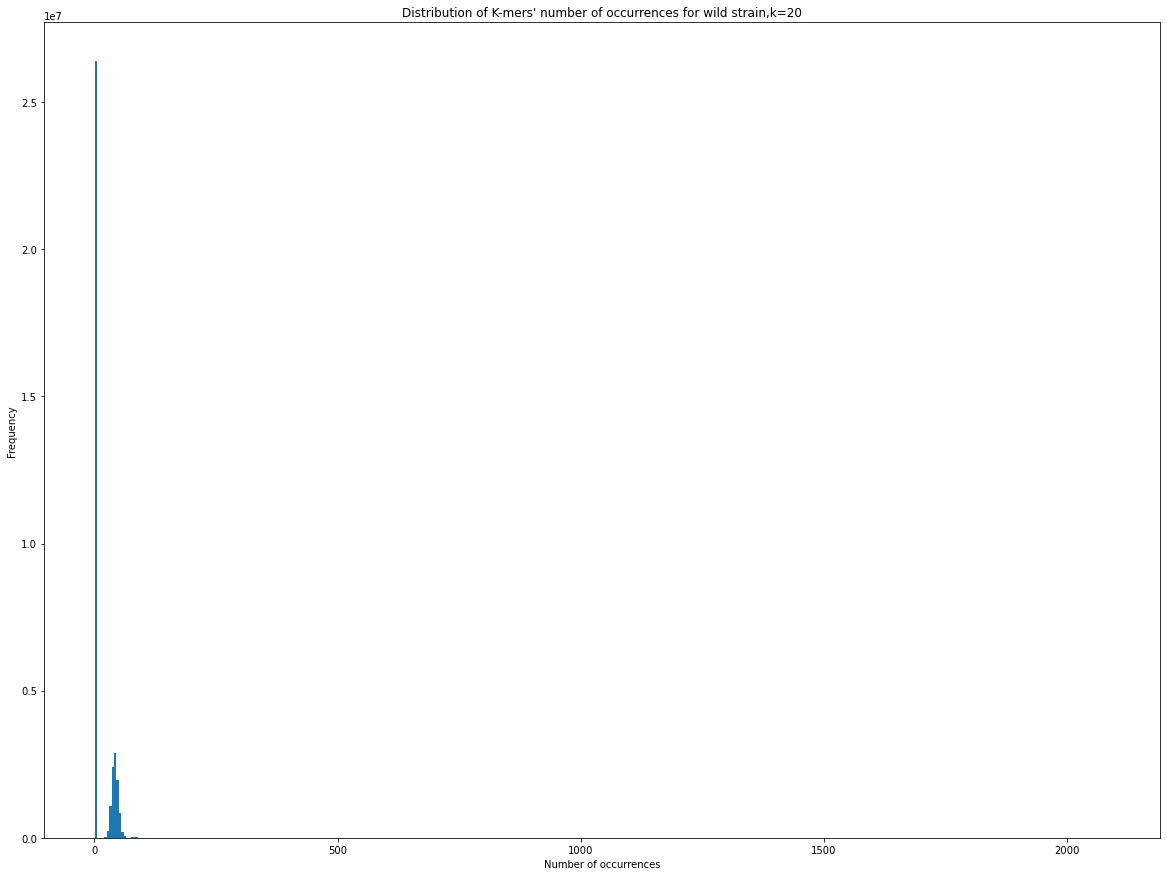 Distribution of K-mers' number of occurrences for wild strain,k=20
1e7
2.5
2.0
1.5
1.0
0.5
0.0
Frequency
0 500 1000 1500 2000
Number of occurrences